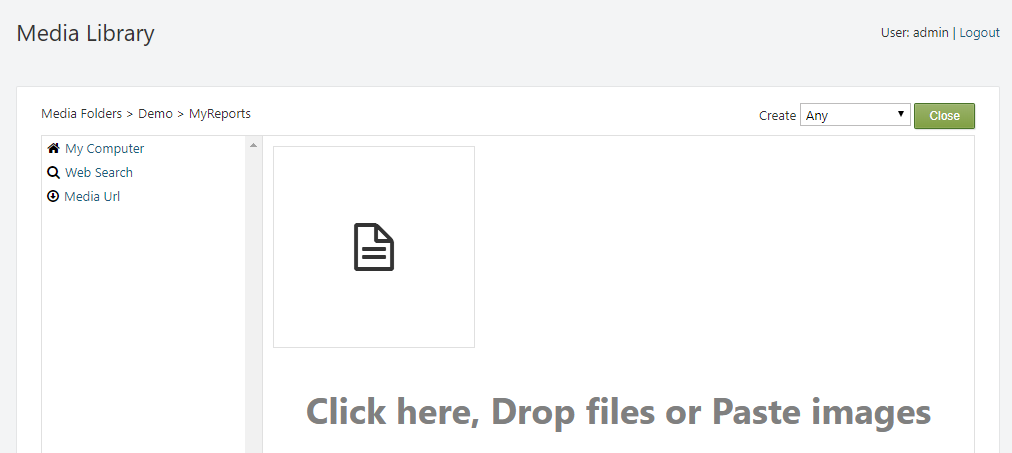 Media Library
User: admin | Logout
Media Folders > Demo > MyReports
Create Any Close
My Computer
Web Search
Media Url
Click here, Drop files or Paste images